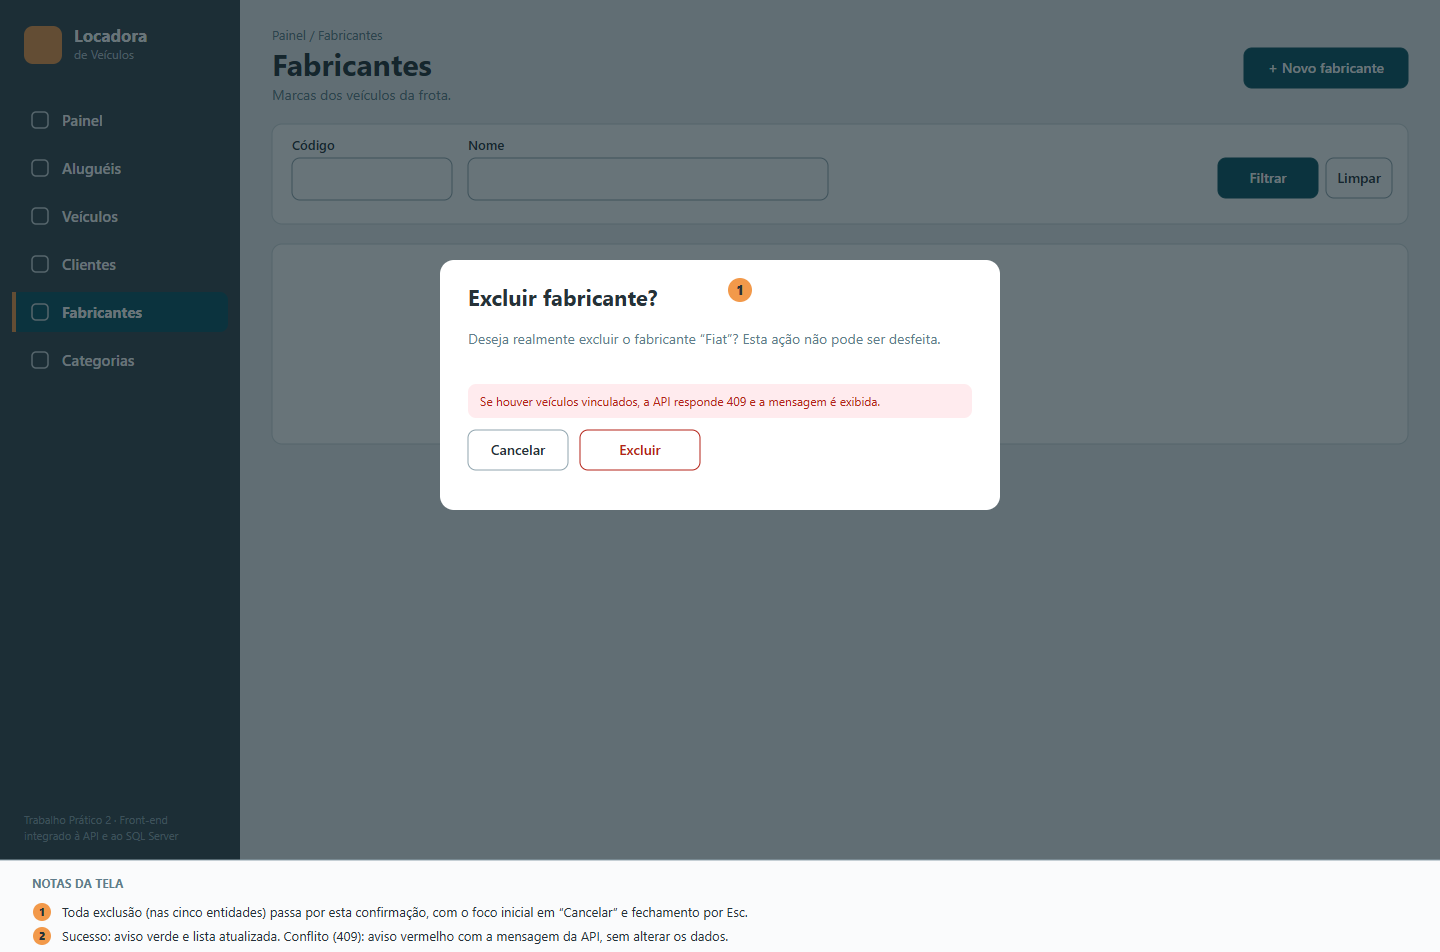 Locadora
de Veículos
Painel
Aluguéis
Veículos
Clientes
Fabricantes
Categorias
Trabalho Prático 2 · Front-end
integrado à API e ao SQL Server
Painel / Fabricantes
Fabricantes
Marcas dos veículos da frota.
+ Novo fabricante
Código
Nome
Filtrar
Limpar
Excluir fabricante?
1
Deseja realmente excluir o fabricante “Fiat”? Esta ação não pode ser desfeita.
Se houver veículos vinculados, a API responde 409 e a mensagem é exibida.
Cancelar
Excluir
NOTAS DA TELA
1 Toda exclusão (nas cinco entidades) passa por esta confirmação, com o foco inicial em “Cancelar” e fechamento por Esc.
2 Sucesso: aviso verde e lista atualizada. Conflito (409): aviso vermelho com a mensagem da API, sem alterar os dados.